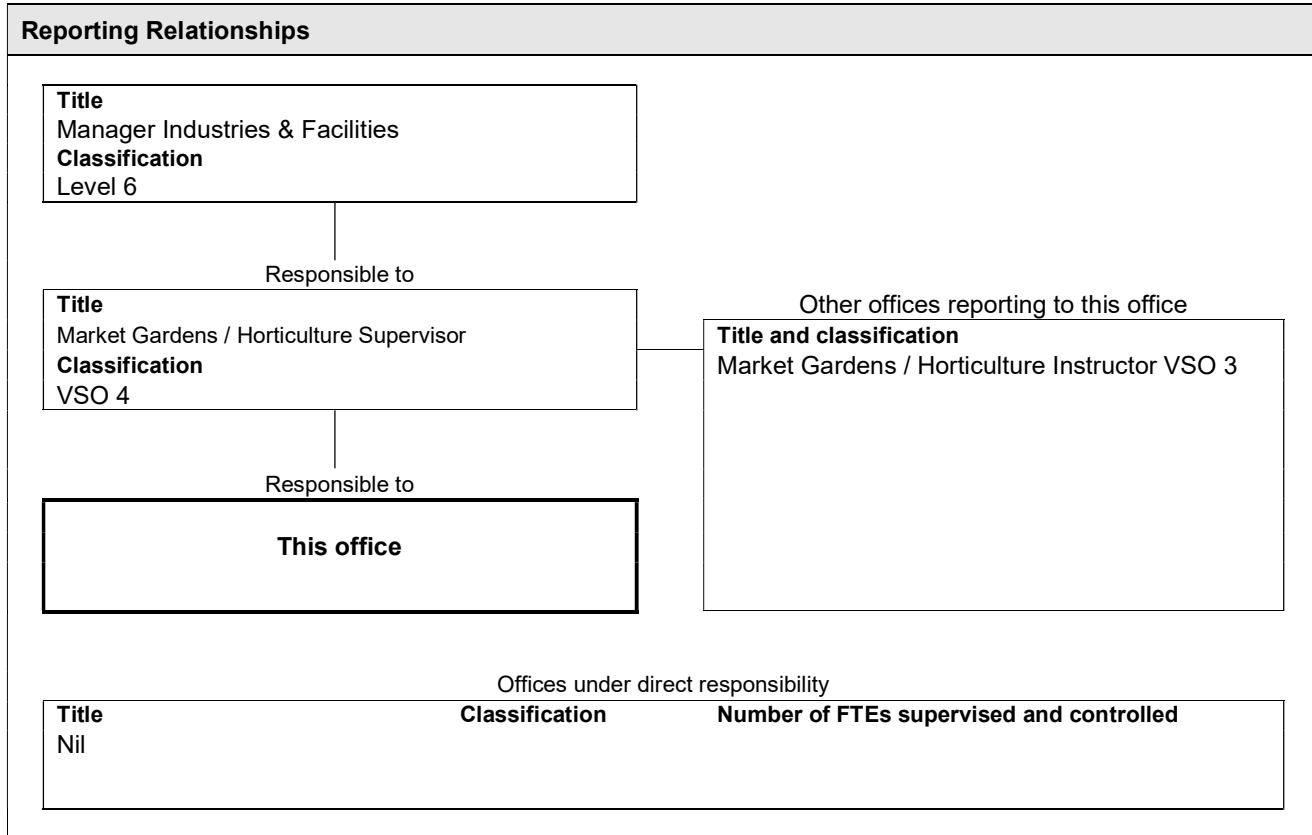 Reporting Relationships
Title
Manager Industries & Facilities
Classification
Level 6
Responsible to
Title
Market Gardens / Horticulture Supervisor
Classification
VSO 4
Other offices reporting to this office
Title and classification
Market Gardens / Horticulture Instructor VSO 3
Responsible to
This office
Offices under direct responsibility
Title Classification Number of FTEs supervised and controlled
Nil